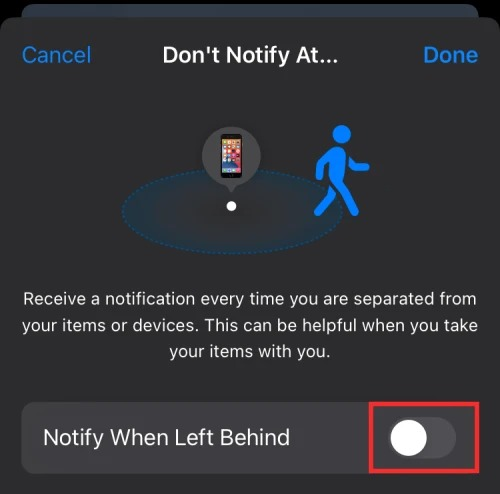 Cancel Don't Notify At... Done
Receive a notification every time you are separated from
your items or devices. This can be helpful when you take
your items with you.
Notify When Left Behind